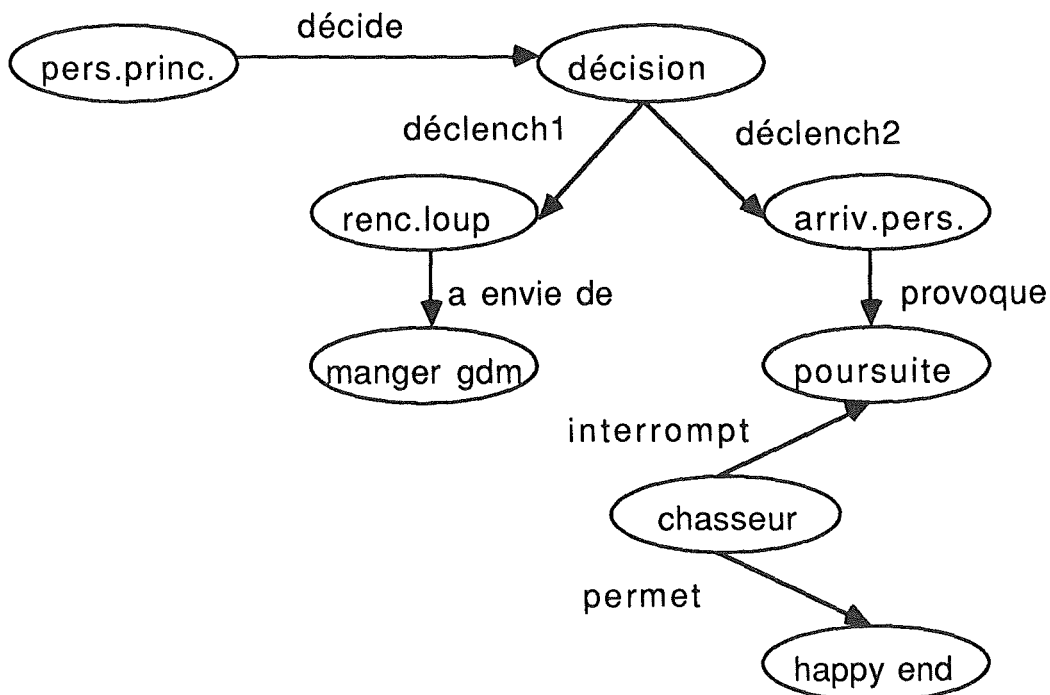 décide
pers.princ.
décision
déclench1
déclench2
renc.loup
arriv.pers.
a envie de
provoque
manger gdm
poursuite
interrompt
chasseur
permet
happy end